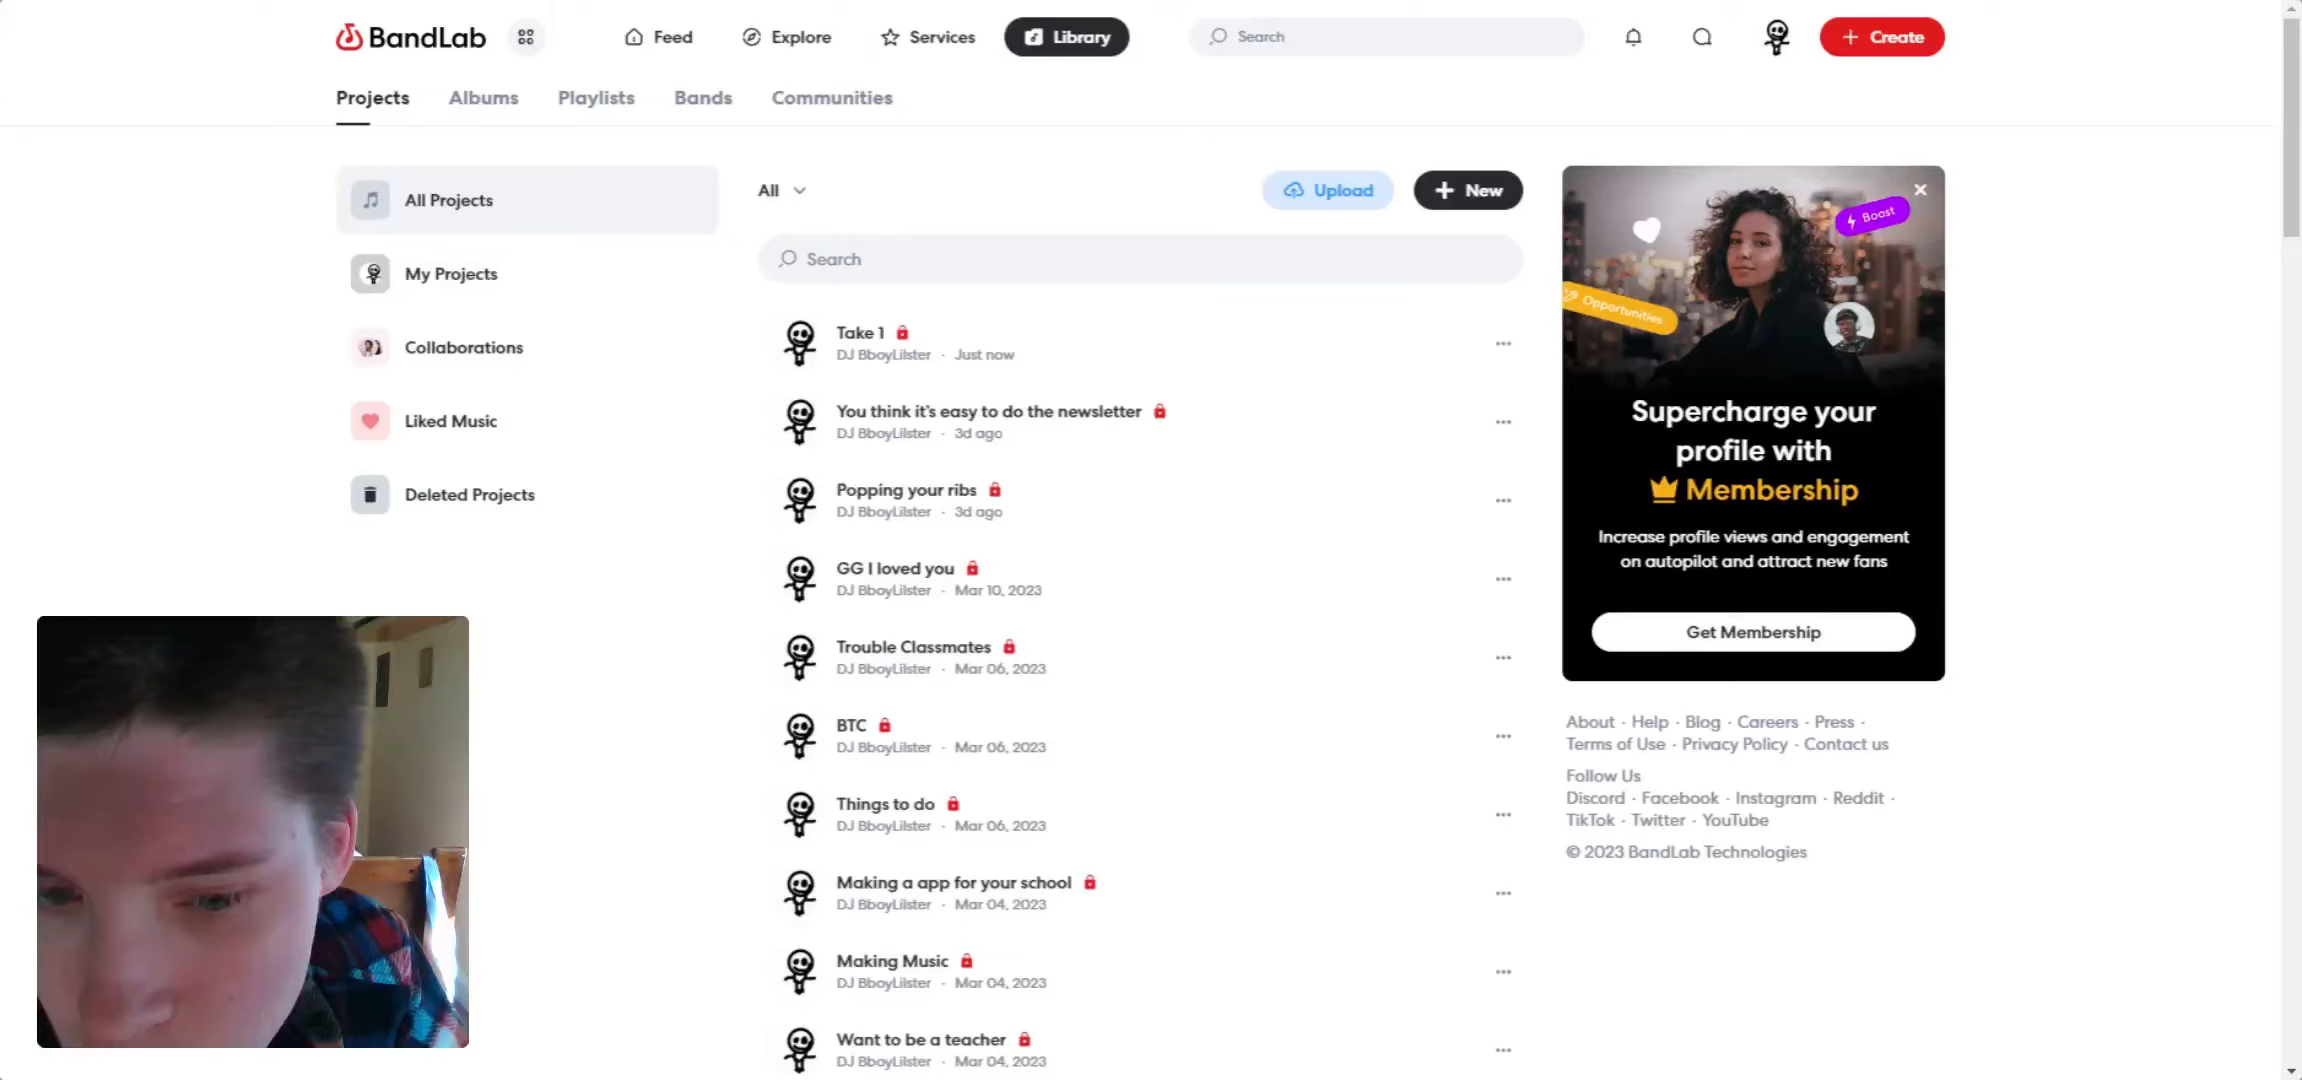 BandLab
Feed
Explore
Services
Library
Search
Create
Projects
Albums
Playlists
Bands
Communities
All Projects
My Projects
Collaborations
Liked Music
Deleted Projects
All
Upload
New
Search
Take 1
DJ BboyLilster · Just now
You think it's easy to do the newsletter
DJ BboyLilster · 3d ago
Popping your ribs
DJ BboyLilster · 3d ago
GG I loved you
DJ BboyLilster · Mar 10, 2023
Trouble Classmates
DJ BboyLilster · Mar 06, 2023
BTC
DJ BboyLilster · Mar 06, 2023
Things to do
DJ BboyLilster · Mar 06, 2023
Making a app for your school
DJ BboyLilster · Mar 04, 2023
Making Music
DJ BboyLilster · Mar 04, 2023
Want to be a teacher
DJ BboyLilster · Mar 04, 2023
Boost
Opportunities
Supercharge your
profile with
Membership
Increase profile views and engagement
on autopilot and attract new fans
Get Membership
About · Help · Blog · Careers · Press ·
Terms of Use · Privacy Policy · Contact us
Follow Us
Discord · Facebook · Instagram · Reddit ·
TikTok · Twitter · YouTube
© 2023 BandLab Technologies